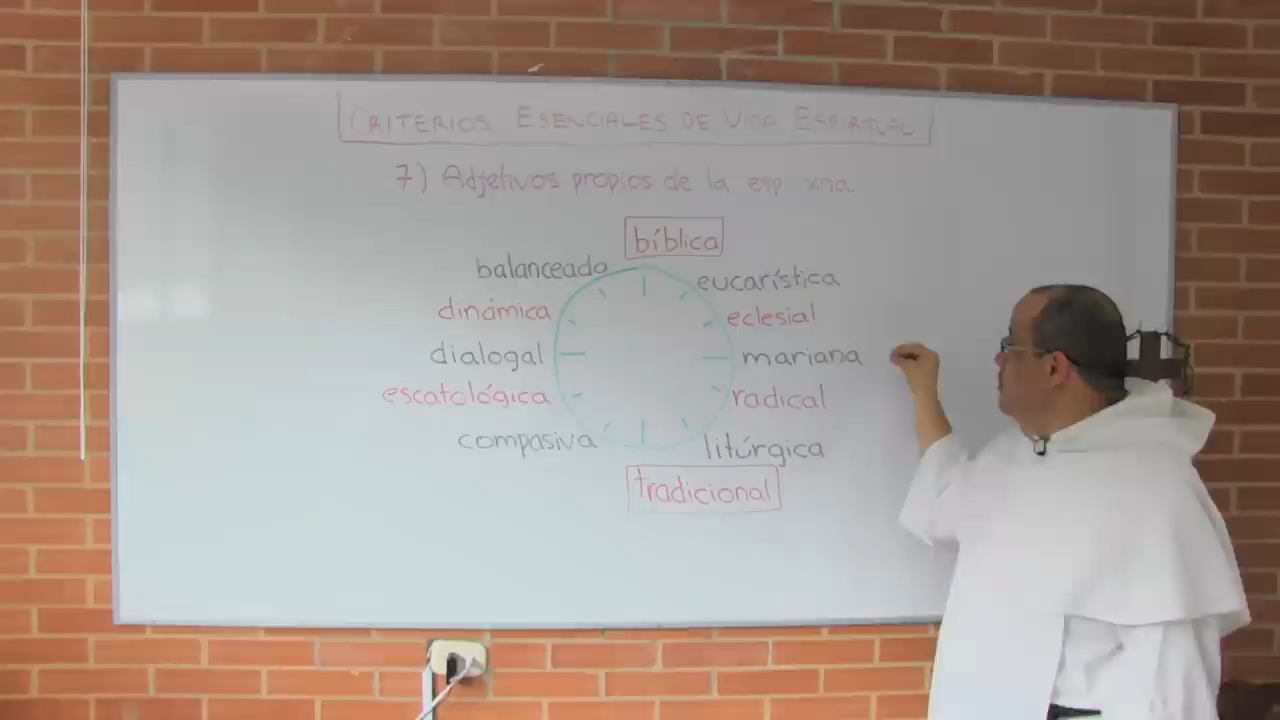 CRITERIOS ESENCIALES DE VIDA ESPIRITUAL
7) Adjetivos propios de la esp. xna
bíblica
balanceado
eucarística
dinámica
eclesial
dialogal
mariana
escatológica
radical
compasiva
litúrgica
tradicional